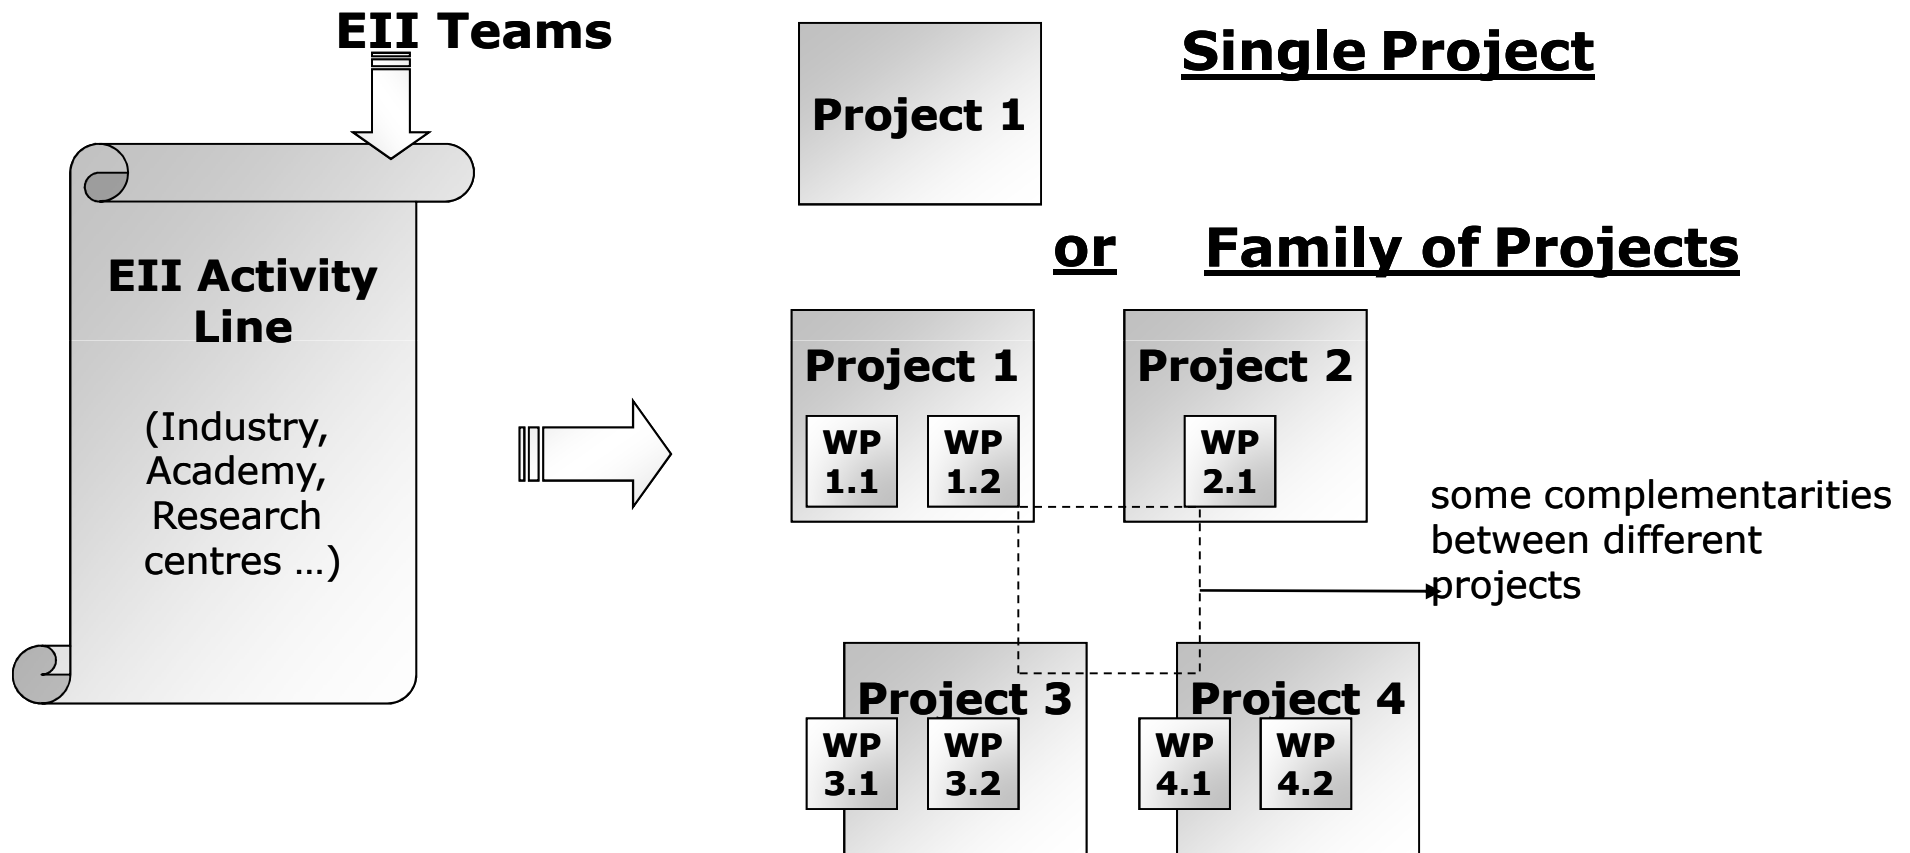 EII Teams
EII Activity
Line
(Industry,
Academy,
Research
centres ...)
Single Project
Project 1
or Family of Projects
Project 1
WP
1.1
WP
1.2
Project 2
WP
2.1
some complementarities
between different
projects
Project 3
WP
3.1
WP
3.2
Project 4
WP
4.1
WP
4.2